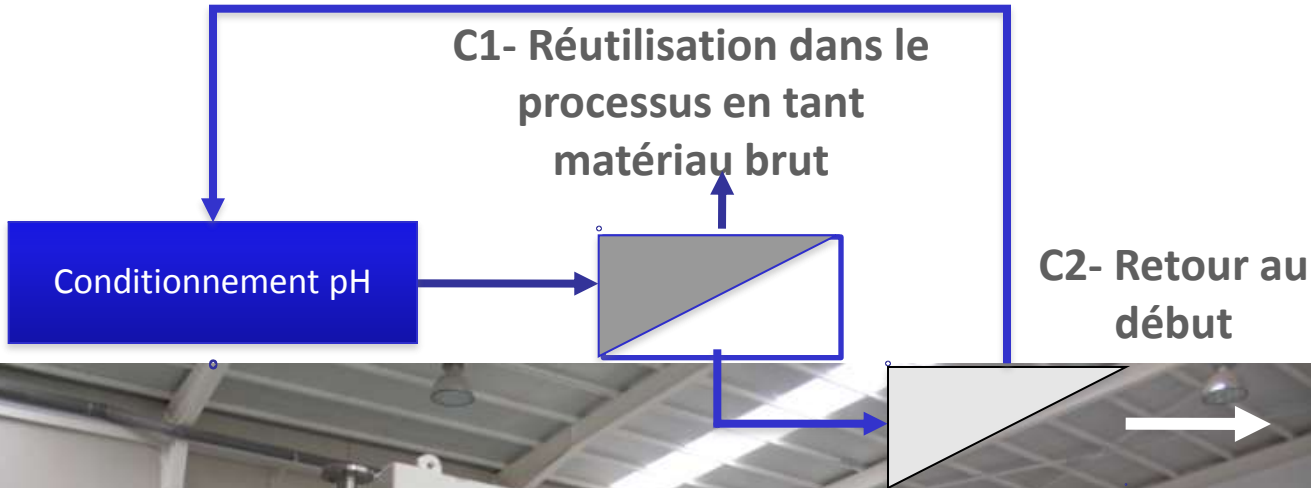 C1- Réutilisation dans le
processus en tant
matériau brut
Conditionnement pH
C2- Retour au
début